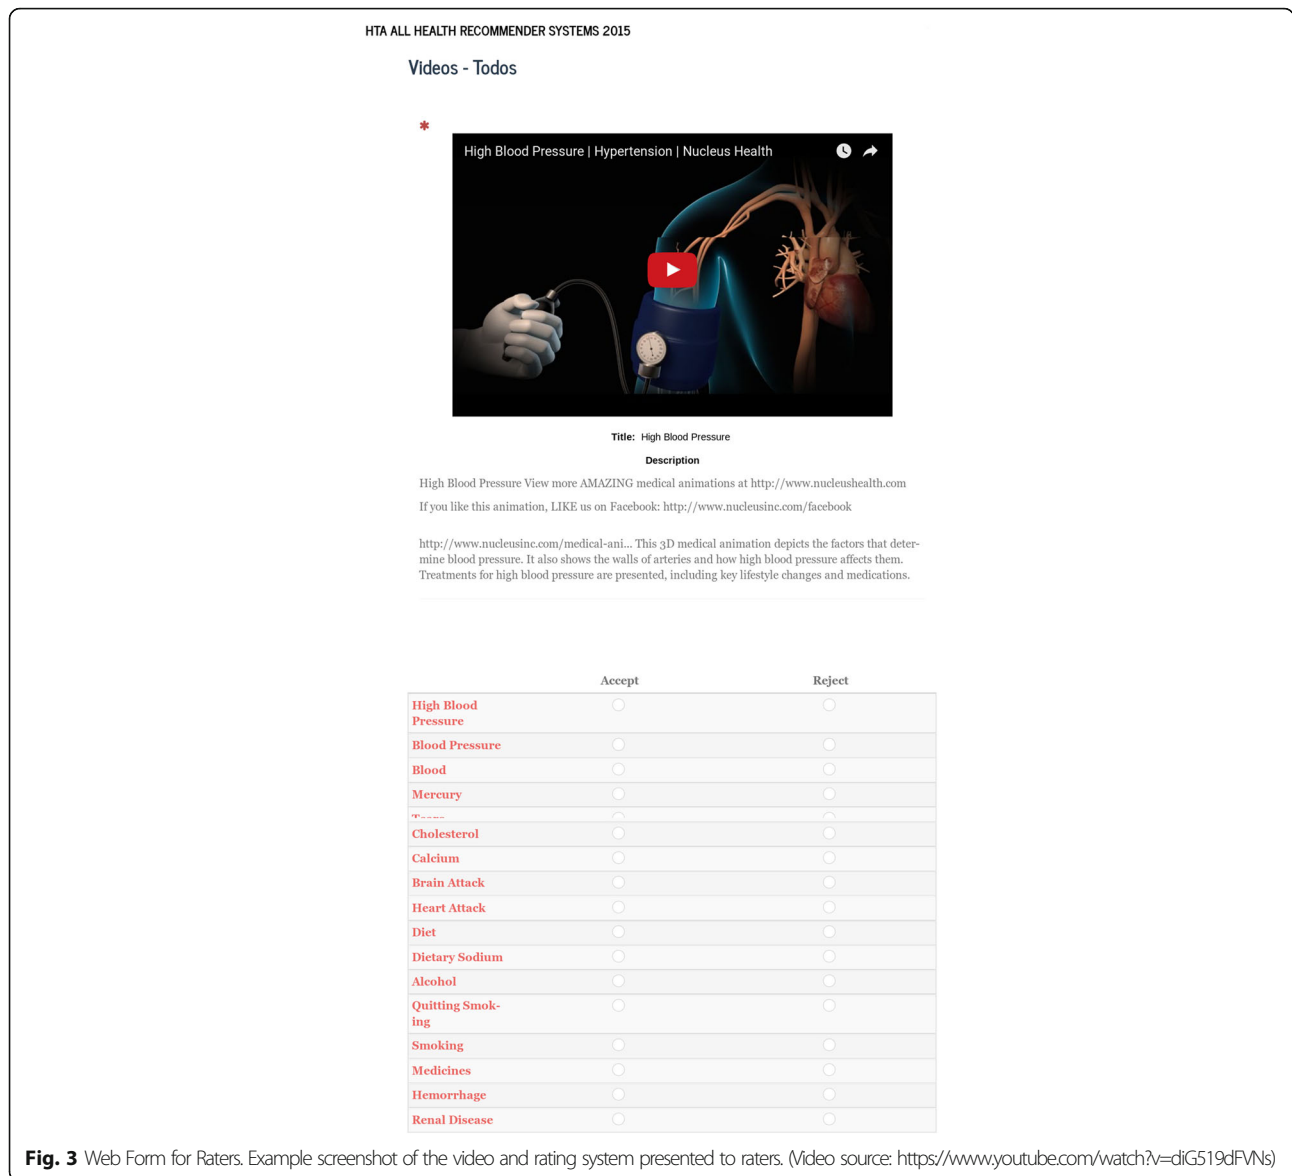 HTA ALL HEALTH RECOMMENDER SYSTEMS 2015
Videos - Todos
*
High Blood Pressure | Hypertension | Nucleus Health
Title: High Blood Pressure
Description
High Blood Pressure View more AMAZING medical animations at http://www.nucleushealth.com
If you like this animation, LIKE us on Facebook: http://www.nucleusinc.com/facebook
http://www.nucleusinc.com/medical-ani... This 3D medical animation depicts the factors that deter-
mine blood pressure. It also shows the walls of arteries and how high blood pressure affects them.
Treatments for high blood pressure are presented, including key lifestyle changes and medications.
Accept Reject
High Blood
Pressure
Blood Pressure
Blood
Mercury
Cholesterol
Calcium
Brain Attack
Heart Attack
Diet
Dietary Sodium
Alcohol
Quitting Smok-
ing
Smoking
Medicines
Hemorrhage
Renal Disease
Fig. 3 Web Form for Raters. Example screenshot of the video and rating system presented to raters. (Video source: https://www.youtube.com/watch?v=diG519dFVNs)